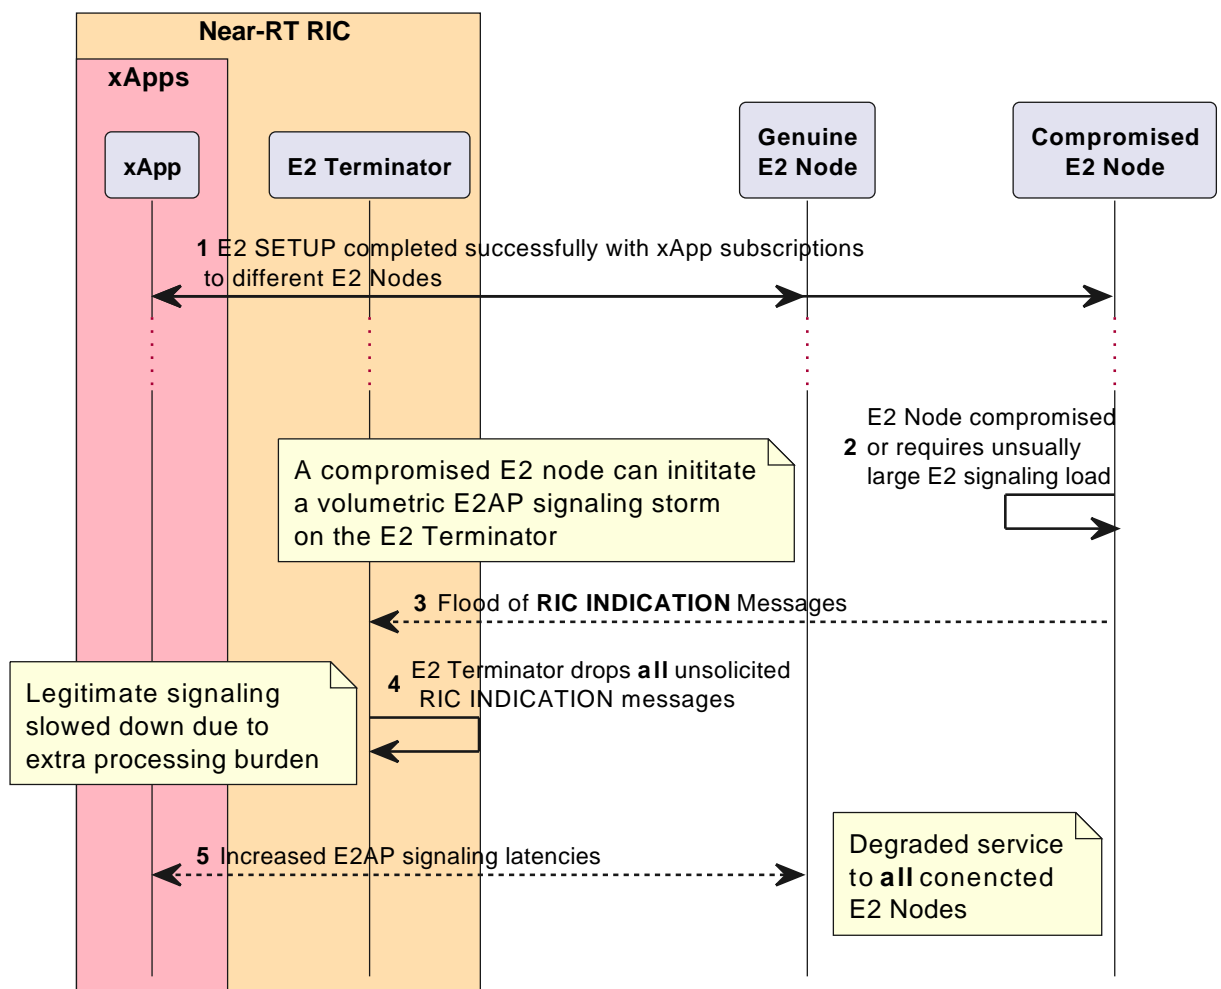 Near-RT RIC
xApps
xApp
E2 Terminator
Genuine
E2 Node
Compromised
E2 Node
1 E2 SETUP completed successfully with xApp subscriptions
to different E2 Nodes
E2 Node compromised
2 or requires unsually
large E2 signaling load
A compromised E2 node can inititate
a volumetric E2AP signaling storm
on the E2 Terminator
3 Flood of RIC INDICATION Messages
4 E2 Terminator drops all unsolicited
RIC INDICATION messages
Legitimate signaling
slowed down due to
extra processing burden
5 Increased E2AP signaling latencies
Degraded service
to all conencted
E2 Nodes